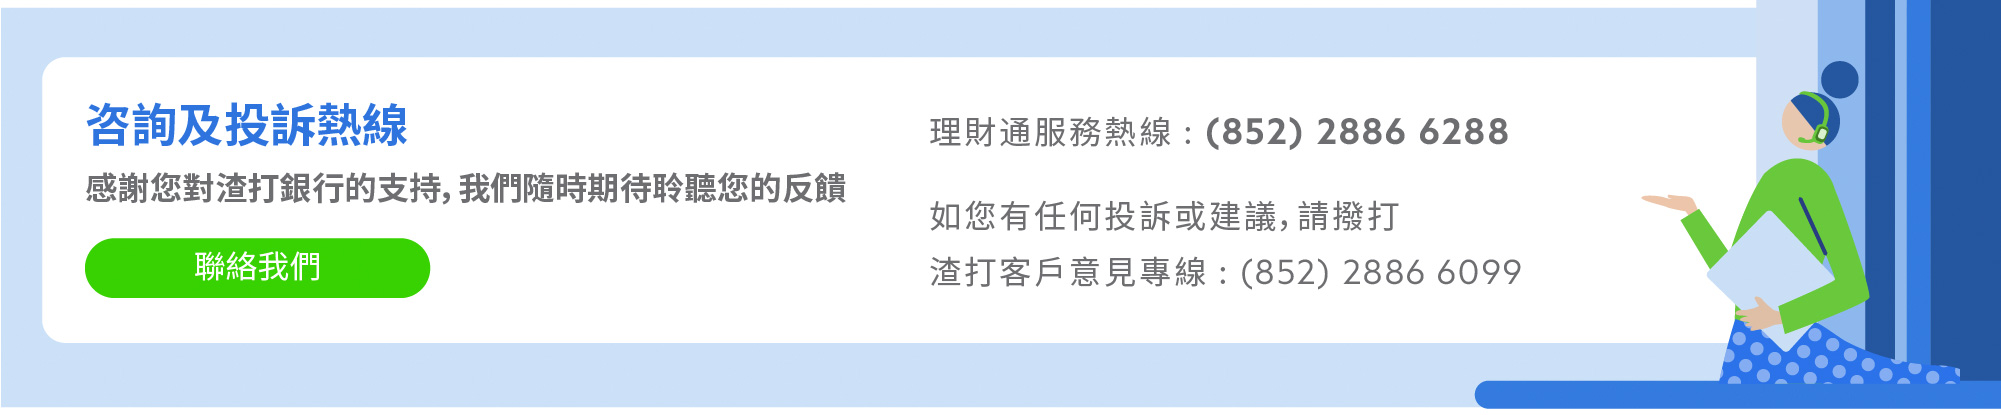 咨詢及投訴熱線
感謝您對渣打銀行的支持，我們隨時期待聆聽您的反饋
聯絡我們
理財通服務熱線：(852) 2886 6288
如您有任何投訴或建議，請撥打
渣打客戶意見專線：(852) 2886 6099